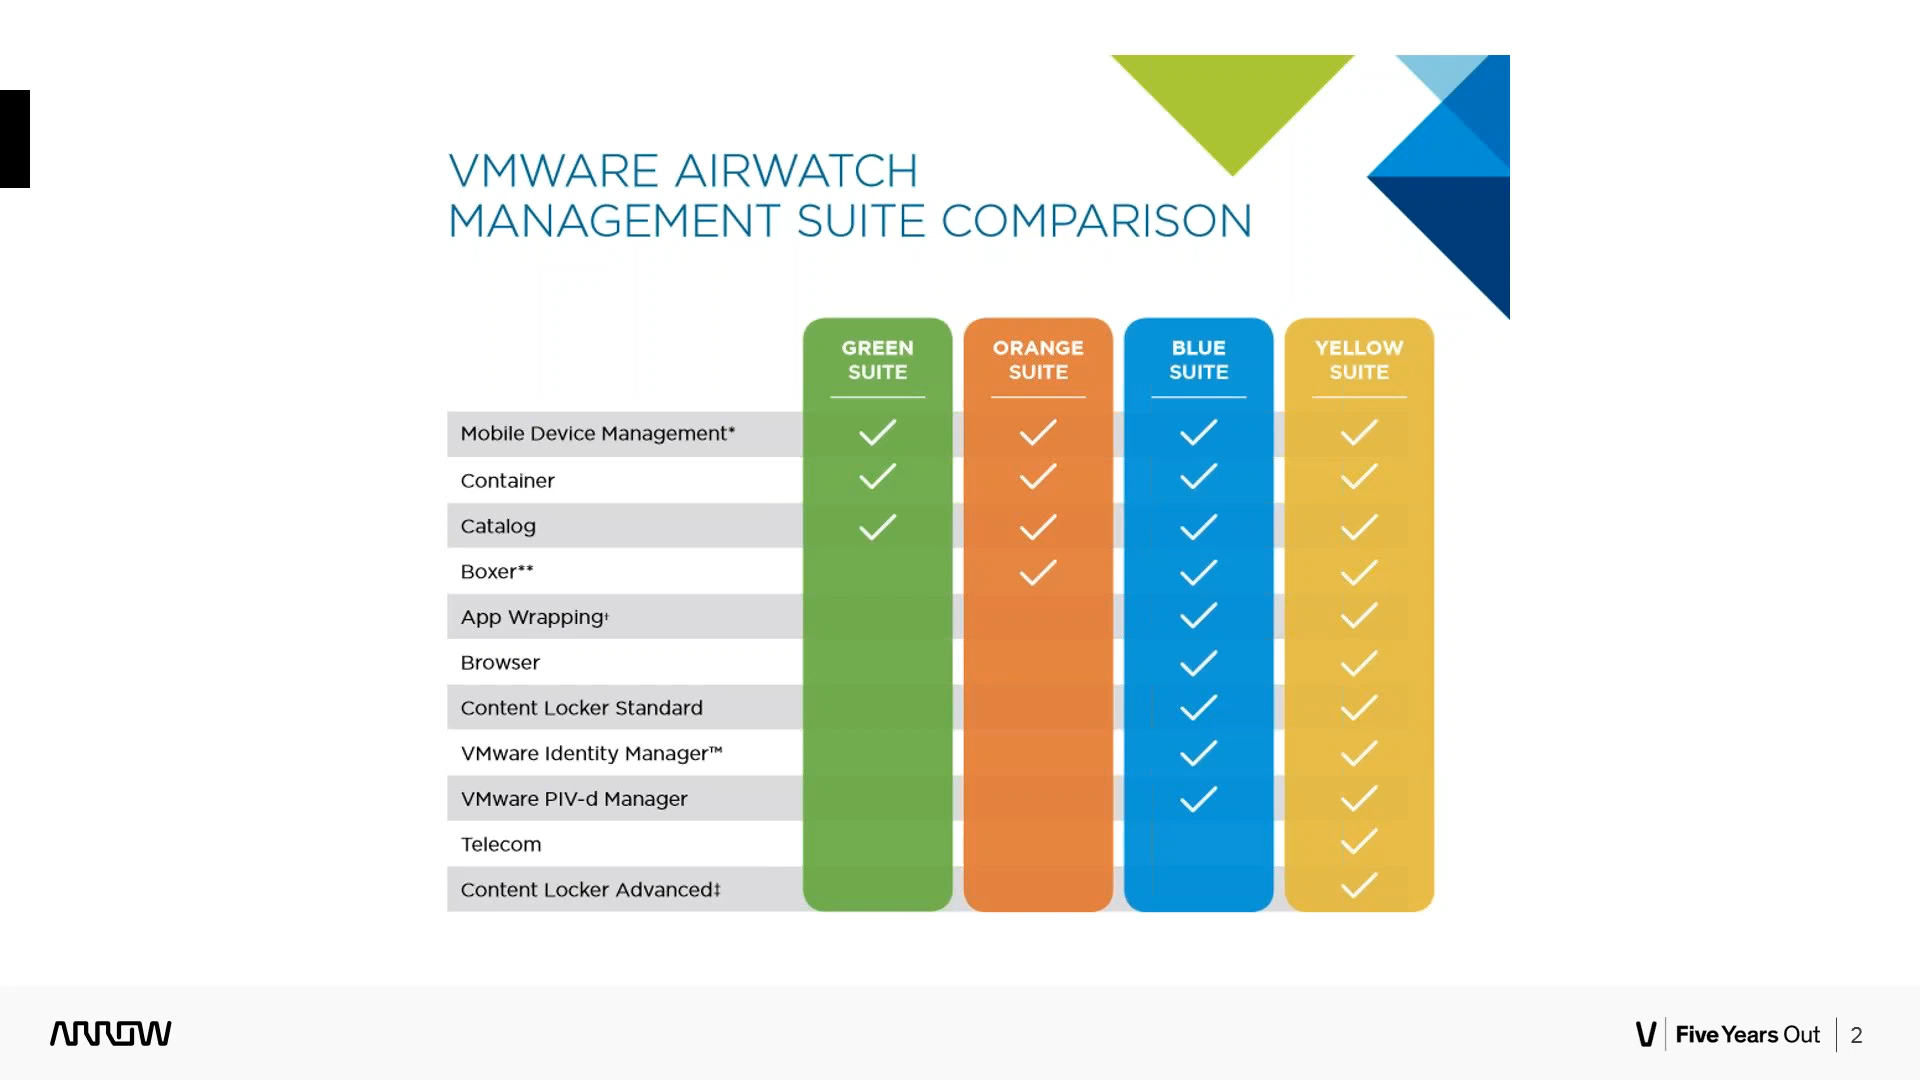 VMWARE AIRWATCH
MANAGEMENT SUITE COMPARISON
GREEN SUITE
ORANGE SUITE
BLUE SUITE
YELLOW SUITE
Mobile Device Management*
Container
Catalog
Boxer**
App Wrapping†
Browser
Content Locker Standard
VMware Identity Manager™
VMware PIV-d Manager
Telecom
Content Locker Advanced‡
ARROW
Five Years Out
2